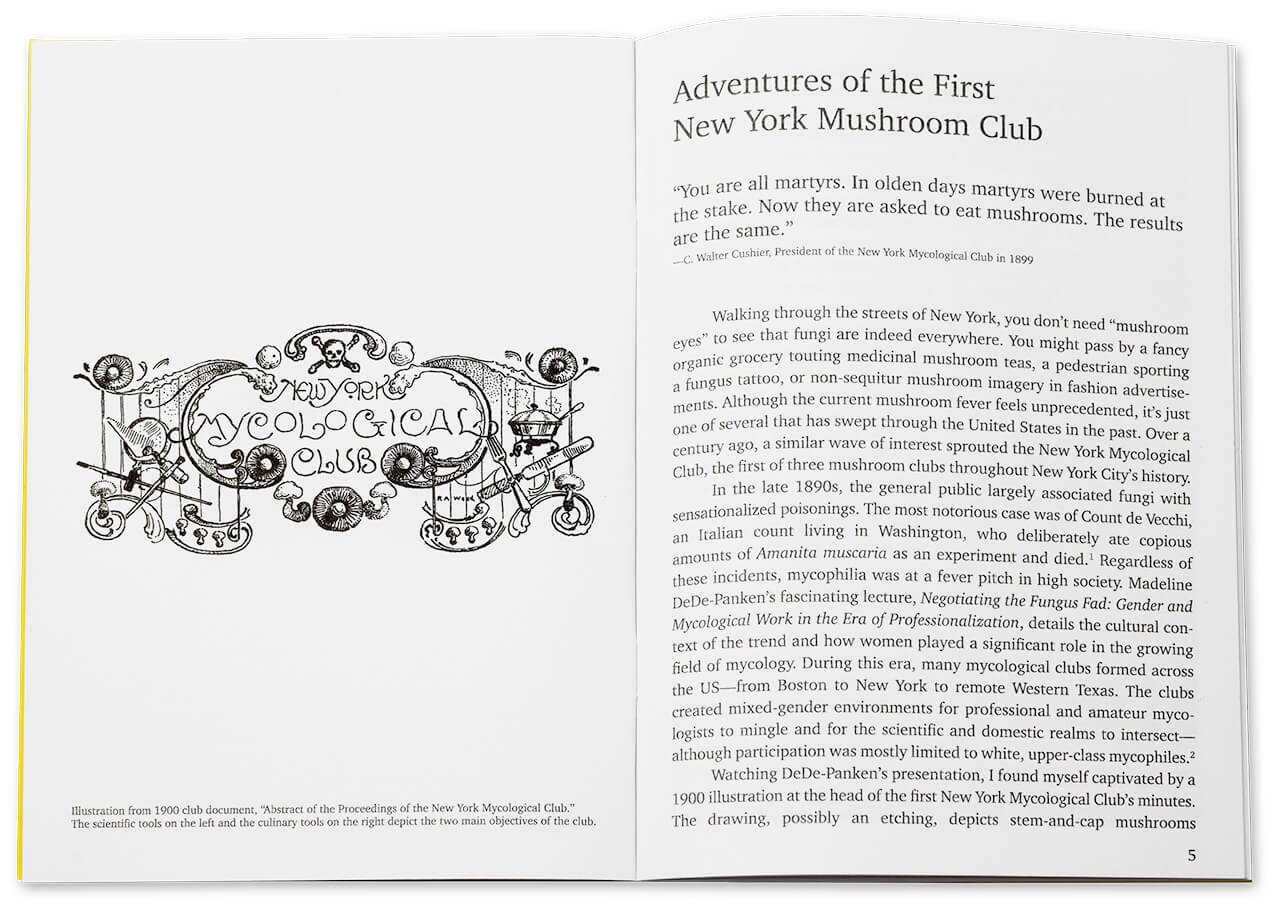 NEW YORK
MYCOLOGICAL
CLUB
Illustration from 1900 club document, “Abstract of the Proceedings of the New York Mycological Club.”
The scientific tools on the left and the culinary tools on the right depict the two main objectives of the club.
Adventures of the First
New York Mushroom Club
“You are all martyrs. In olden days martyrs were burned at
the stake. Now they are asked to eat mushrooms. The results
are the same.”
—C. Walter Cushier, President of the New York Mycological Club in 1899
Walking through the streets of New York, you don’t need “mushroom
eyes” to see that fungi are indeed everywhere. You might pass by a fancy
organic grocery touting medicinal mushroom teas, a pedestrian sporting
a fungus tattoo, or non-sequitur mushroom imagery in fashion advertise-
ments. Although the current mushroom fever feels unprecedented, it’s just
one of several that has swept through the United States in the past. Over a
century ago, a similar wave of interest sprouted the New York Mycological
Club, the first of three mushroom clubs throughout New York City’s history.
In the late 1890s, the general public largely associated fungi with
sensationalized poisonings. The most notorious case was of Count de Vecchi,
an Italian count living in Washington, who deliberately ate copious
amounts of Amanita muscaria as an experiment and died.¹ Regardless of
these incidents, mycophilia was at a fever pitch in high society. Madeline
DeDe-Panken’s fascinating lecture, Negotiating the Fungus Fad: Gender and
Mycological Work in the Era of Professionalization, details the cultural con-
text of the trend and how women played a significant role in the growing
field of mycology. During this era, many mycological clubs formed across
the US—from Boston to New York to remote Western Texas. The clubs
created mixed-gender environments for professional and amateur myco-
logists to mingle and for the scientific and domestic realms to intersect—
although participation was mostly limited to white, upper-class mycophiles.²
Watching DeDe-Panken’s presentation, I found myself captivated by a
1900 illustration at the head of the first New York Mycological Club’s minutes.
The drawing, possibly an etching, depicts stem-and-cap mushrooms
5